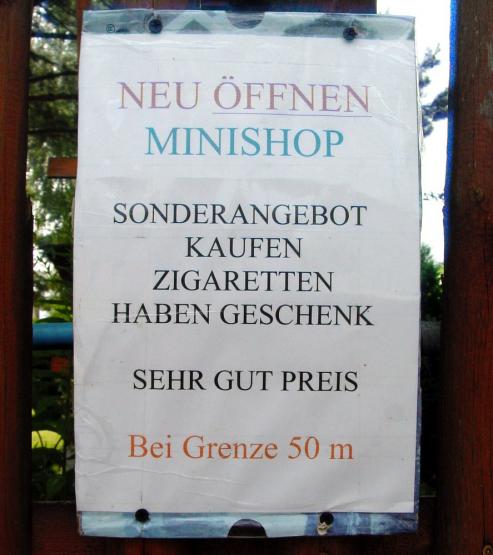 NEU ÖFFNEN
MINISHOP
SONDERANGEBOT
KAUFEN
ZIGARETTEN
HABEN GESCHENK
SEHR GUT PREIS
Bei Grenze 50 m